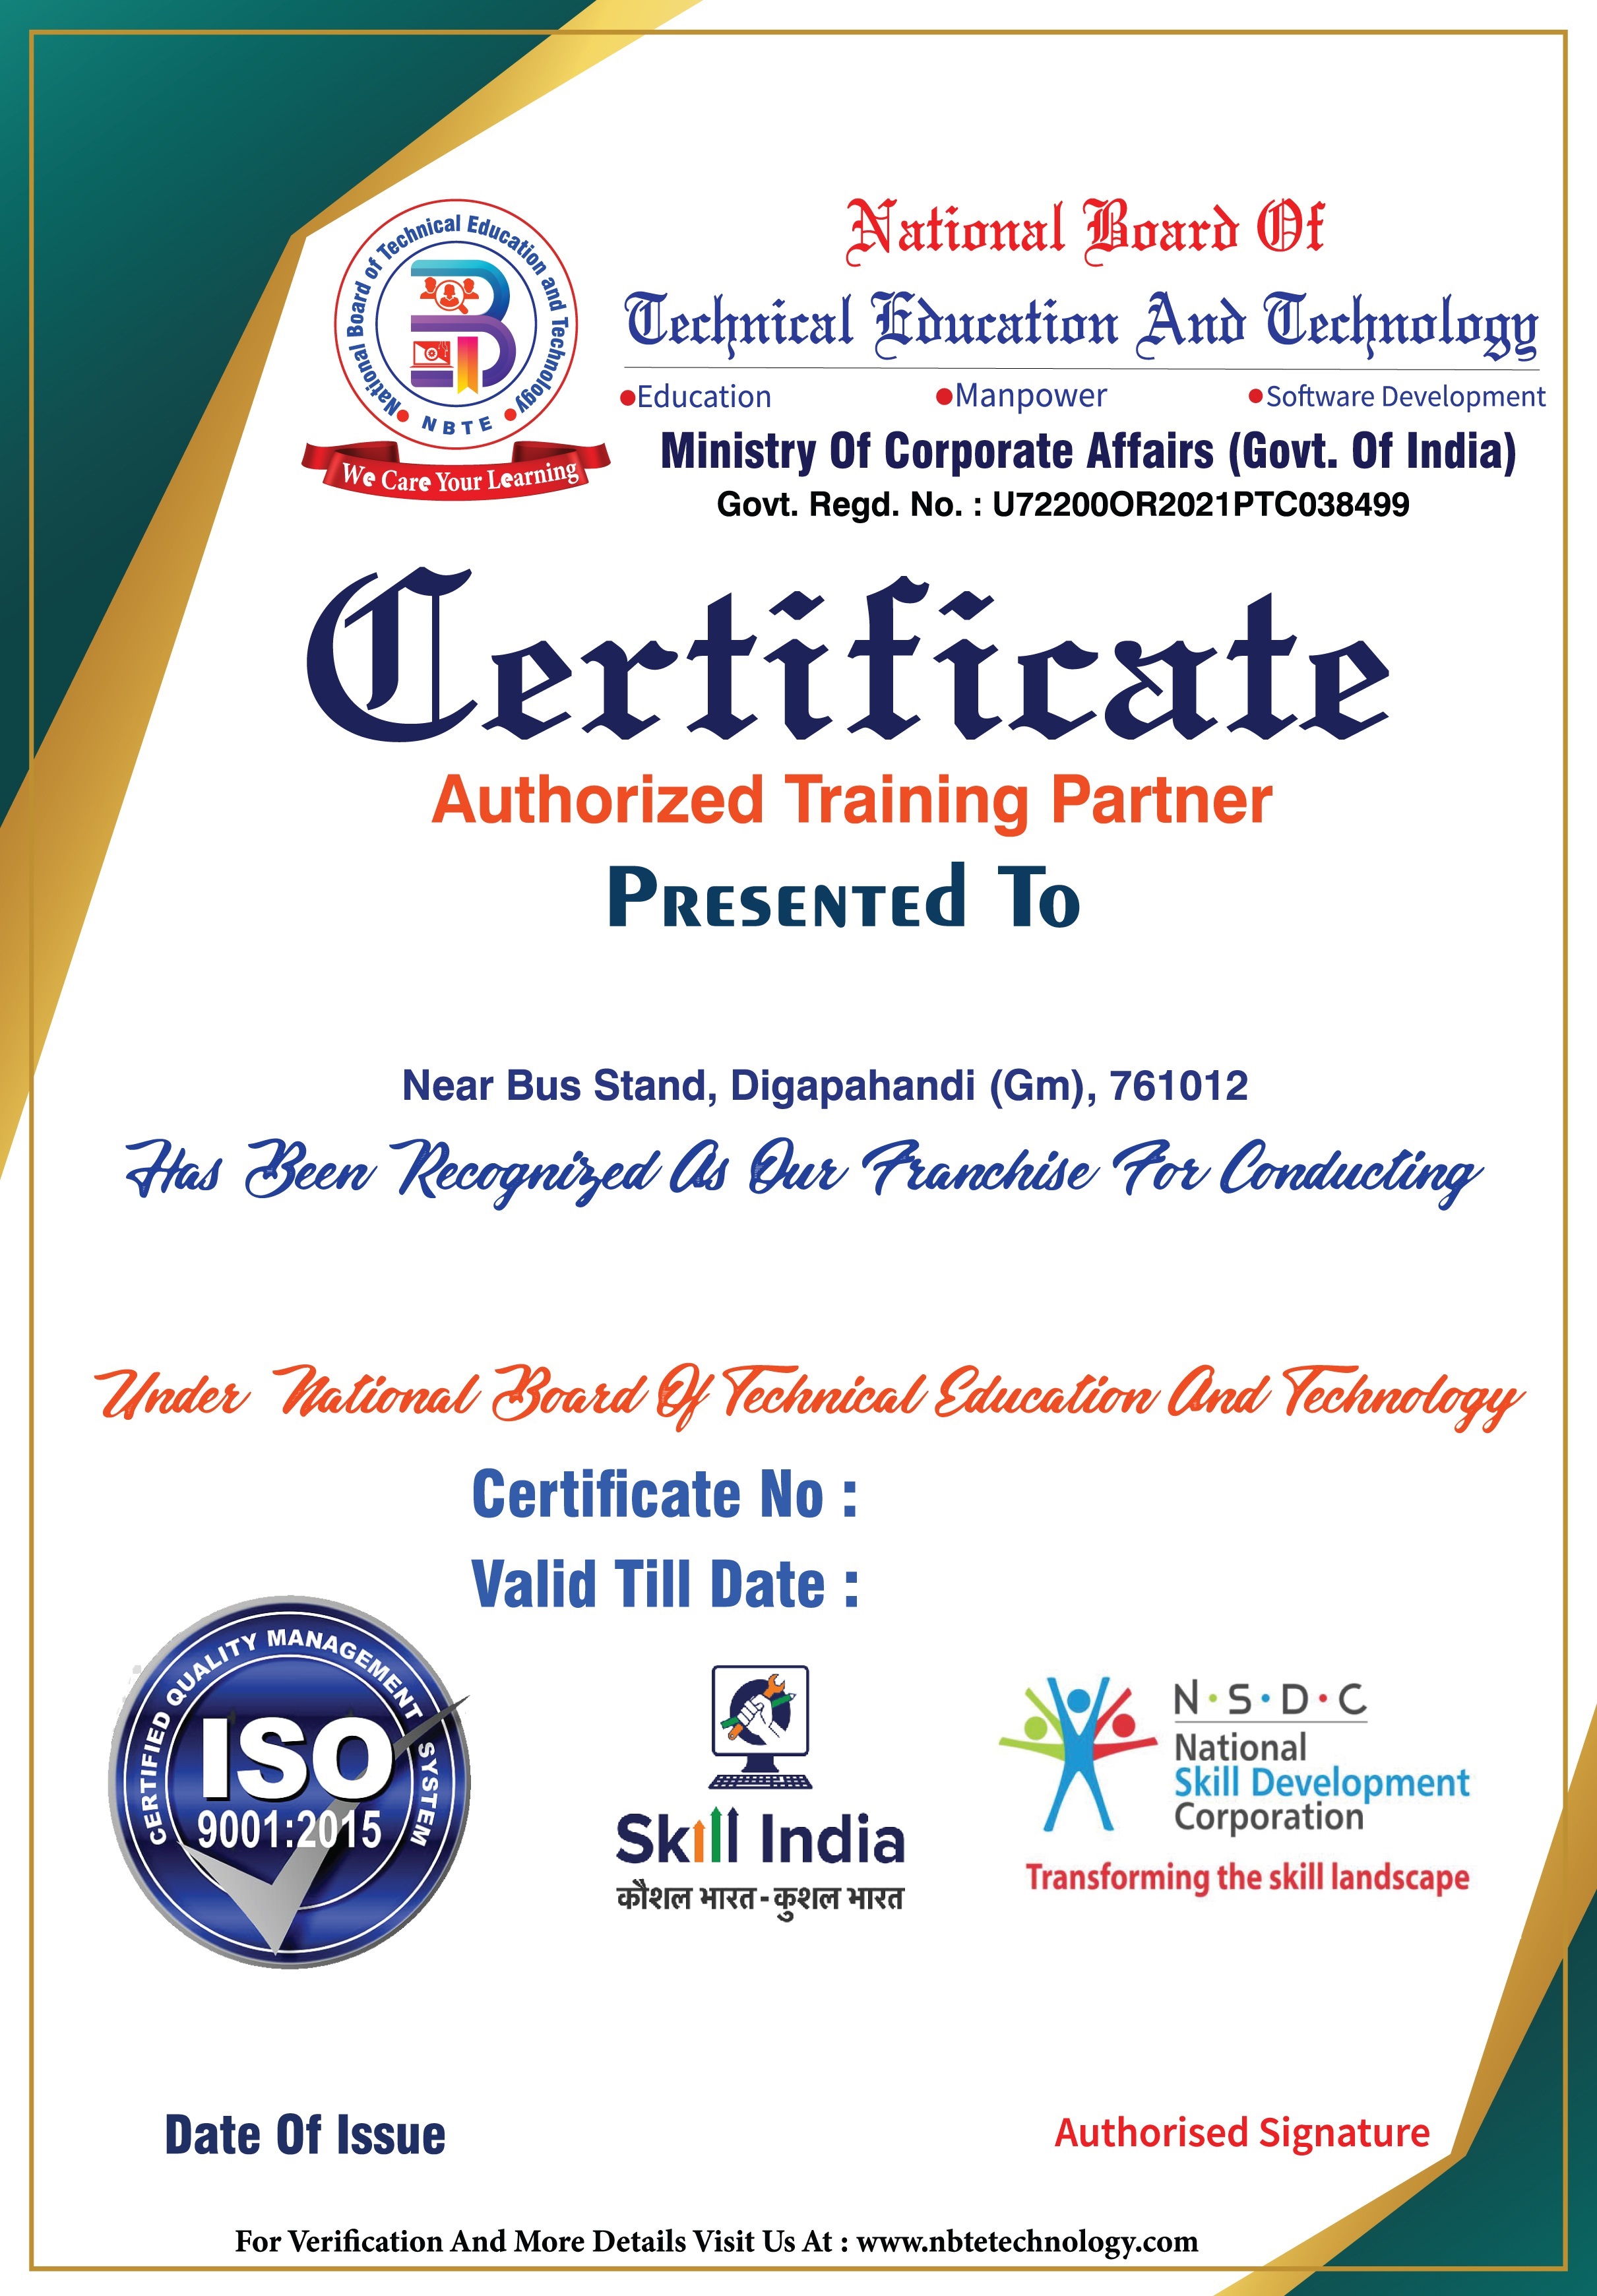 National Board of Technical Education and Technology
NBTE
We Care Your Learning
National Board Of
Technical Education And Technology
Education
Manpower
Software Development
Ministry Of Corporate Affairs (Govt. Of India)
Govt. Regd. No. : U72200OR2021PTC038499
Certificate
Authorized Training Partner
Presented To
Near Bus Stand, Digapahandi (Gm), 761012
Has Been Recognized As Our Franchise For Conducting
Under National Board Of Technical Education And Technology
Certificate No :
Valid Till Date :
CERTIFIED QUALITY MANAGEMENT SYSTEM
ISO
9001:2015
Skill India
कौशल भारत - कुशल भारत
N·S·D·C
National
Skill Development
Corporation
Transforming the skill landscape
Date Of Issue
Authorised Signature
For Verification And More Details Visit Us At : www.nbtetechnology.com